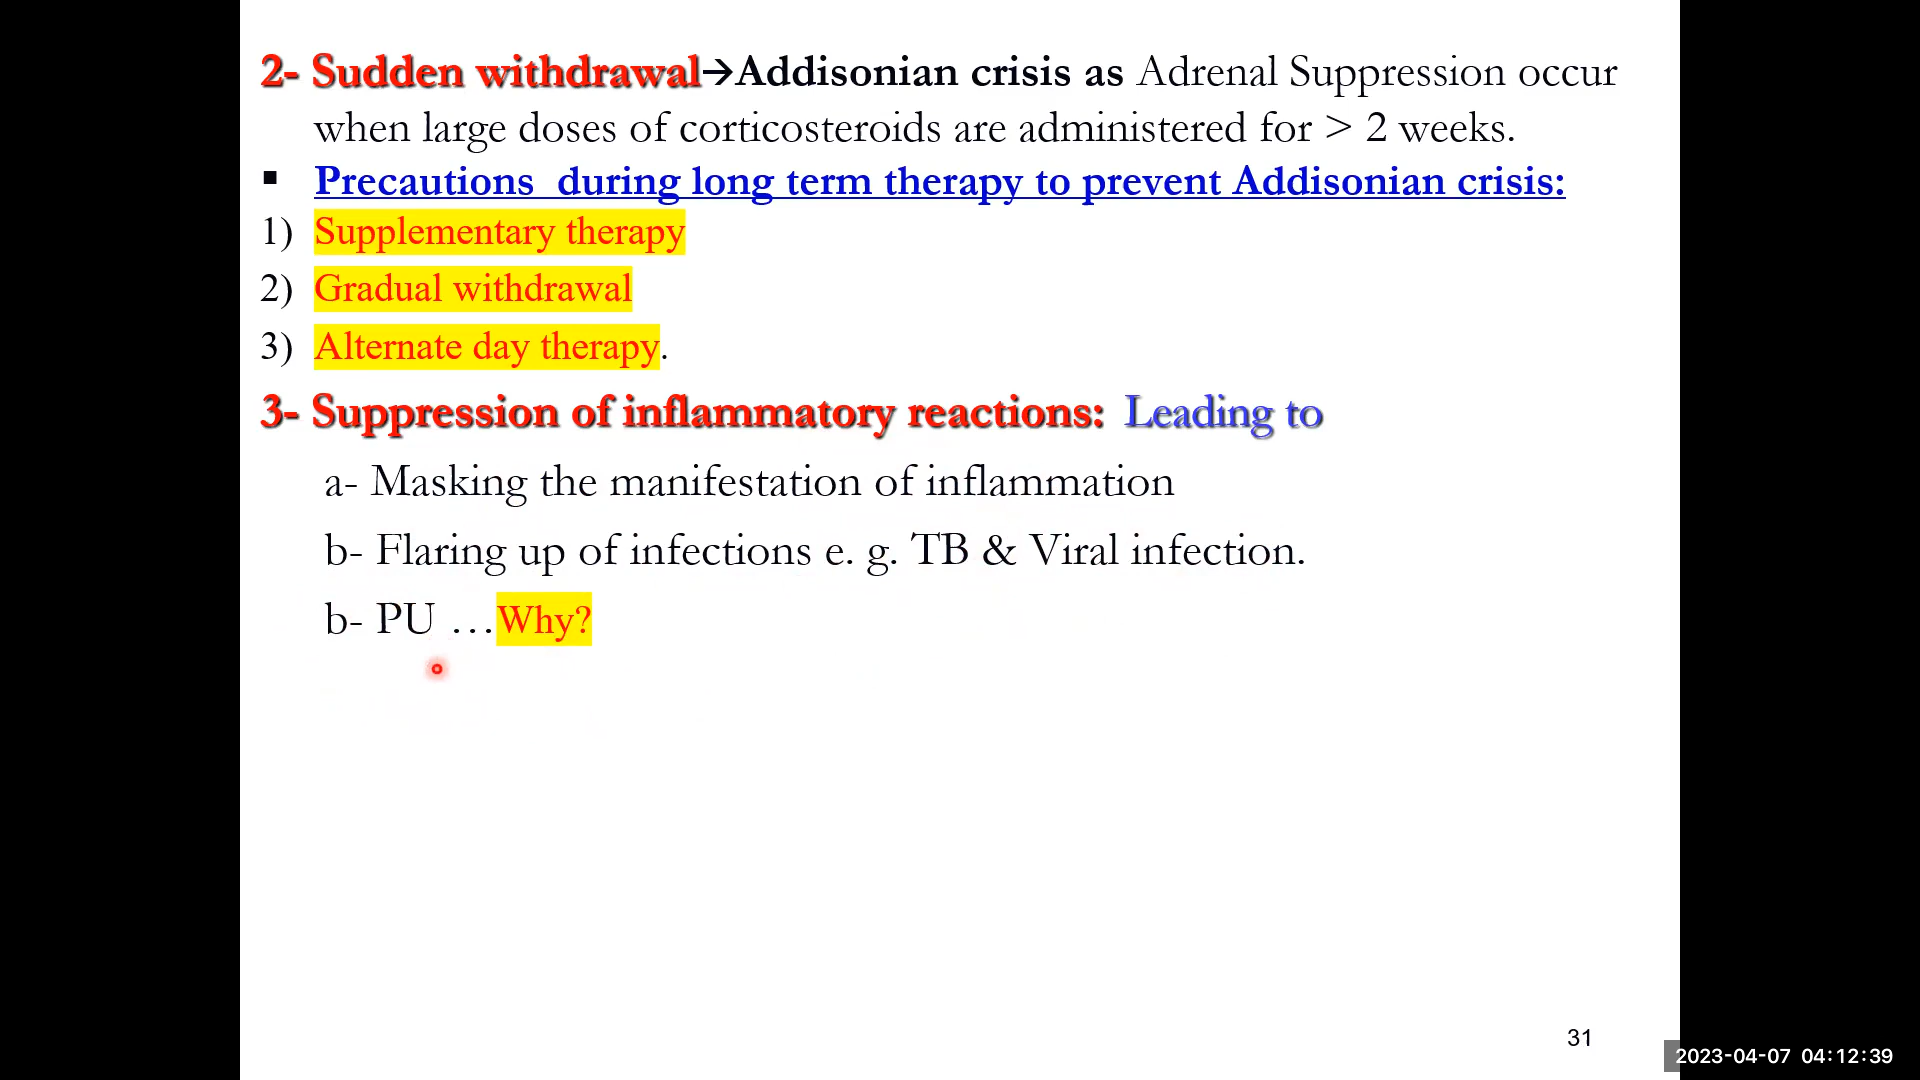 2- Sudden withdrawal→Addisonian crisis as Adrenal Suppression occur
when large doses of corticosteroids are administered for > 2 weeks.
▪ Precautions during long term therapy to prevent Addisonian crisis:
1) Supplementary therapy
2) Gradual withdrawal
3) Alternate day therapy.
3- Suppression of inflammatory reactions: Leading to
a- Masking the manifestation of inflammation
b- Flaring up of infections e. g. TB & Viral infection.
b- PU …Why?
31
2023-04-07 04:12:39